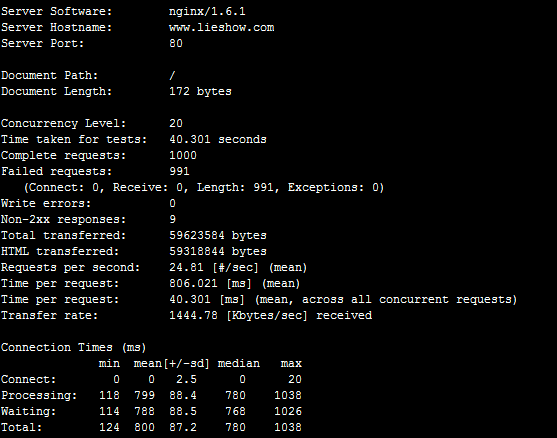 Server Software:        nginx/1.6.1
Server Hostname:        www.lieshow.com
Server Port:            80
Document Path:          /
Document Length:        172 bytes
Concurrency Level:      20
Time taken for tests:   40.301 seconds
Complete requests:      1000
Failed requests:        991
   (Connect: 0, Receive: 0, Length: 991, Exceptions: 0)
Write errors:           0
Non-2xx responses:      9
Total transferred:      59623584 bytes
HTML transferred:       59318844 bytes
Requests per second:    24.81 [#/sec] (mean)
Time per request:       806.021 [ms] (mean)
Time per request:       40.301 [ms] (mean, across all concurrent requests)
Transfer rate:          1444.78 [Kbytes/sec] received
Connection Times (ms)
              min  mean[+/-sd] median   max
Connect:        0    0   2.5      0      20
Processing:   118  799  88.4    780    1038
Waiting:      114  788  88.5    768    1026
Total:        124  800  87.2    780    1038